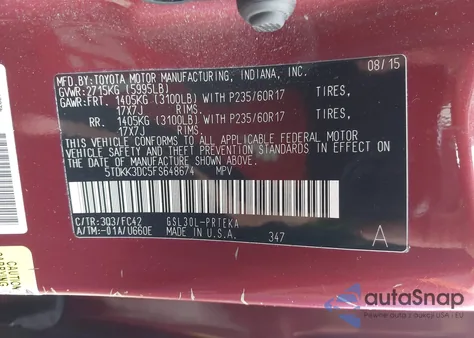 MFD. BY:TOYOTA MOTOR MANUFACTURING, INDIANA, INC. 08/15
GVWR: 2715KG (5995LB)
GAWR:FRT. 1405KG (3100LB) WITH P235/60R17 TIRES,
17X7J RIMS.
RR. 1405KG (3100LB) WITH P235/60R17 TIRES,
17X7J RIMS.
THIS VEHICLE CONFORMS TO ALL APPLICABLE FEDERAL MOTOR
VEHICLE SAFETY AND THEFT PREVENTION STANDARDS IN EFFECT
ON THE DATE OF MANUFACTURE SHOWN ABOVE.
5TDKK3DC5FS648674 MPV
C/TR:3Q3/FC42 GSL30L-PRTEKA
A/TM:-01A/U660E MADE IN U.S.A. 347 A
CAUTION
autoSnap